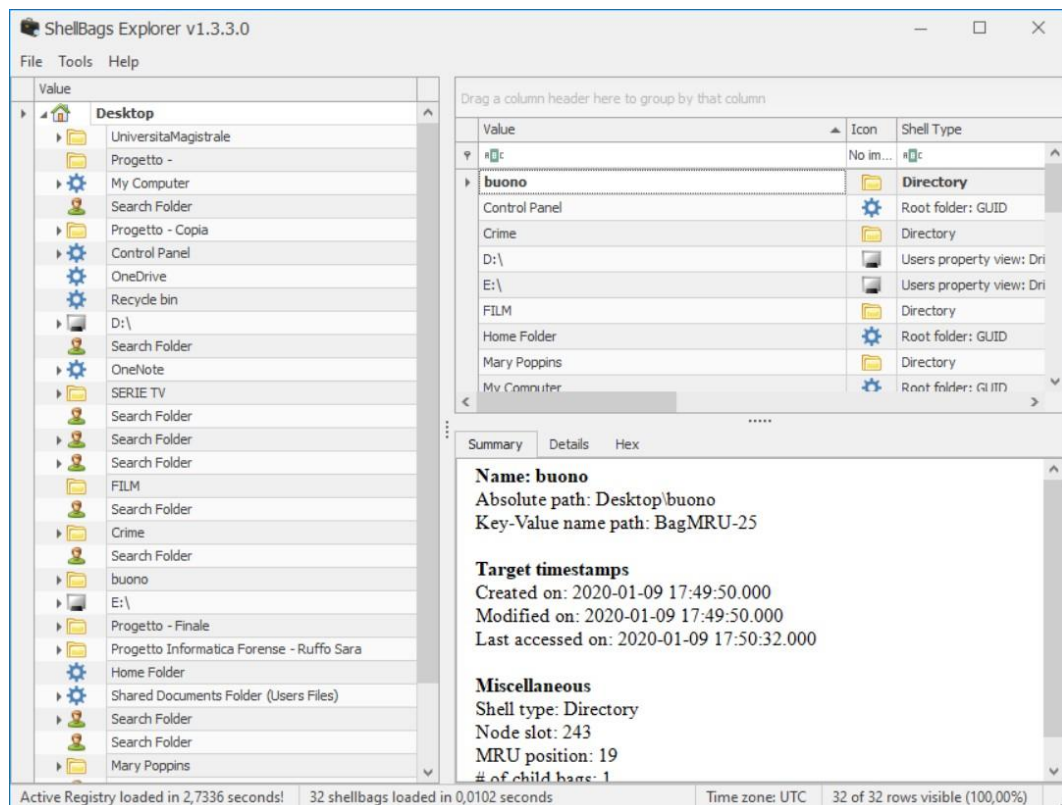 ShellBags Explorer v1.3.3.0
File Tools Help
Value
Desktop
UniversitaMagistrale
Progetto -
My Computer
Search Folder
Progetto - Copia
Control Panel
OneDrive
Recycle bin
D:\
Search Folder
OneNote
SERIE TV
Search Folder
Search Folder
Search Folder
FILM
Search Folder
Crime
Search Folder
buono
E:\
Progetto - Finale
Progetto Informatica Forense - Ruffo Sara
Home Folder
Shared Documents Folder (Users Files)
Search Folder
Search Folder
Mary Poppins
Drag a column header here to group by that column
Value Icon Shell Type
No im...
buono Directory
Control Panel Root folder: GUID
Crime Directory
D:\ Users property view: Dri
E:\ Users property view: Dri
FILM Directory
Home Folder Root folder: GUID
Mary Poppins Directory
My Computer Root folder: GUID
Summary Details Hex
Name: buono
Absolute path: Desktop\buono
Key-Value name path: BagMRU-25
Target timestamps
Created on: 2020-01-09 17:49:50.000
Modified on: 2020-01-09 17:49:50.000
Last accessed on: 2020-01-09 17:50:32.000
Miscellaneous
Shell type: Directory
Node slot: 243
MRU position: 19
# of child bags: 1
Active Registry loaded in 2,7336 seconds! 32 shellbags loaded in 0,0102 seconds Time zone: UTC 32 of 32 rows visible (100,00%)